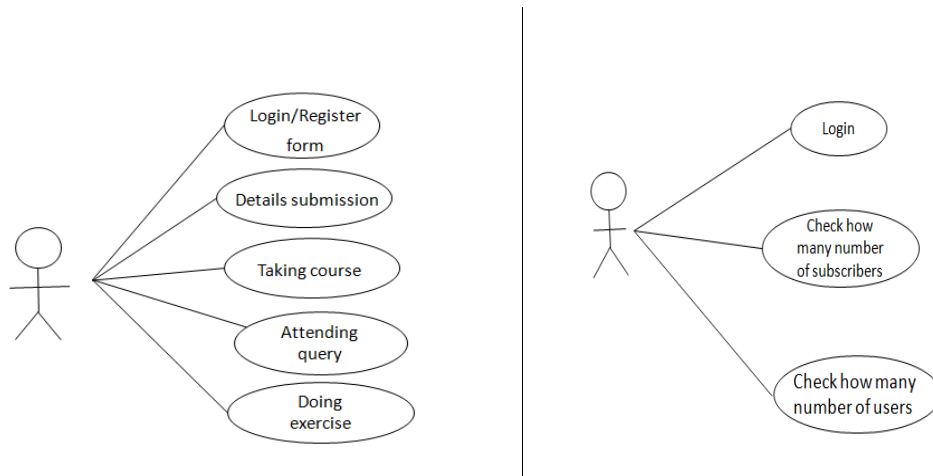 Login/Register
form
Details submission
Taking course
Attending
query
Doing
exercise
Login
Check how
many number
of subscribers
Check how many
number of users